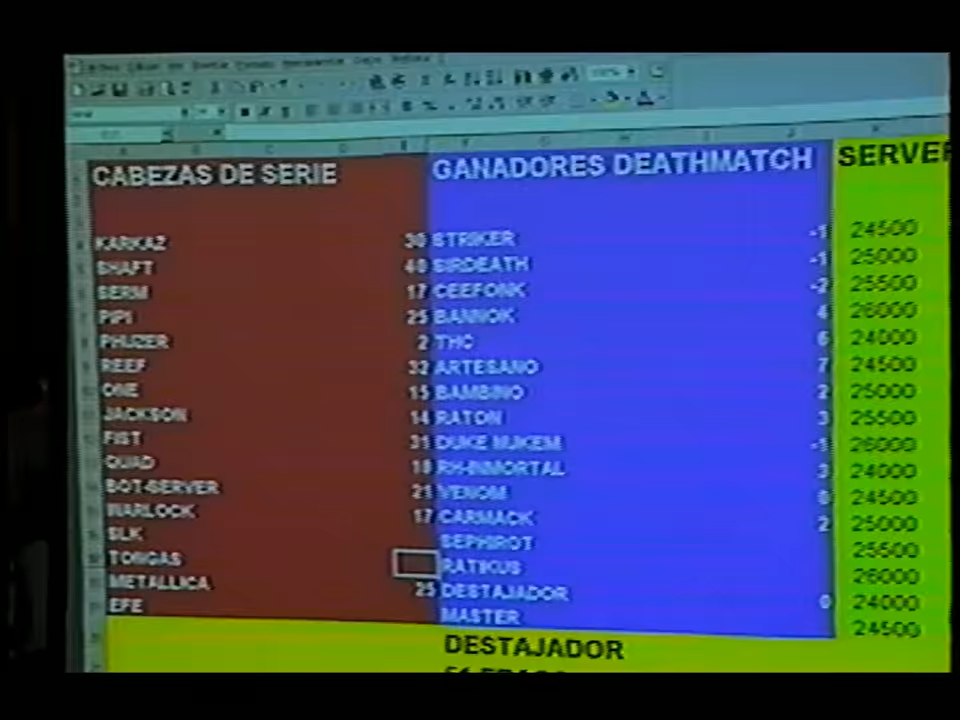 CABEZAS DE SERIE GANADORES DEATHMATCH SERVER
KARKAZ 30 STRIKER -1 24500
SHAFT 40 SIRDEATH -1 25000
BERM 17 CEEFONK -2 25500
PIPI 25 BANNOK 4 26000
PHUZER 2 THC 6 24000
REEF 32 ARTESANO 7 24500
ONE 15 BAMBINO 2 25000
JACKSON 14 RATON 3 25500
FIST 31 DUKE NUKEM -1 26000
QUAD 18 RH-INMORTAL 3 24000
BOT-SERVER 21 VENOM 0 24500
WARLOCK 17 CARMACK 2 25000
SLK SEPHIROT 25500
TONGAS RATIKUS 26000
METALLICA 25 DESTAJADOR 0 24000
EFE MASTER 24500
DESTAJADOR